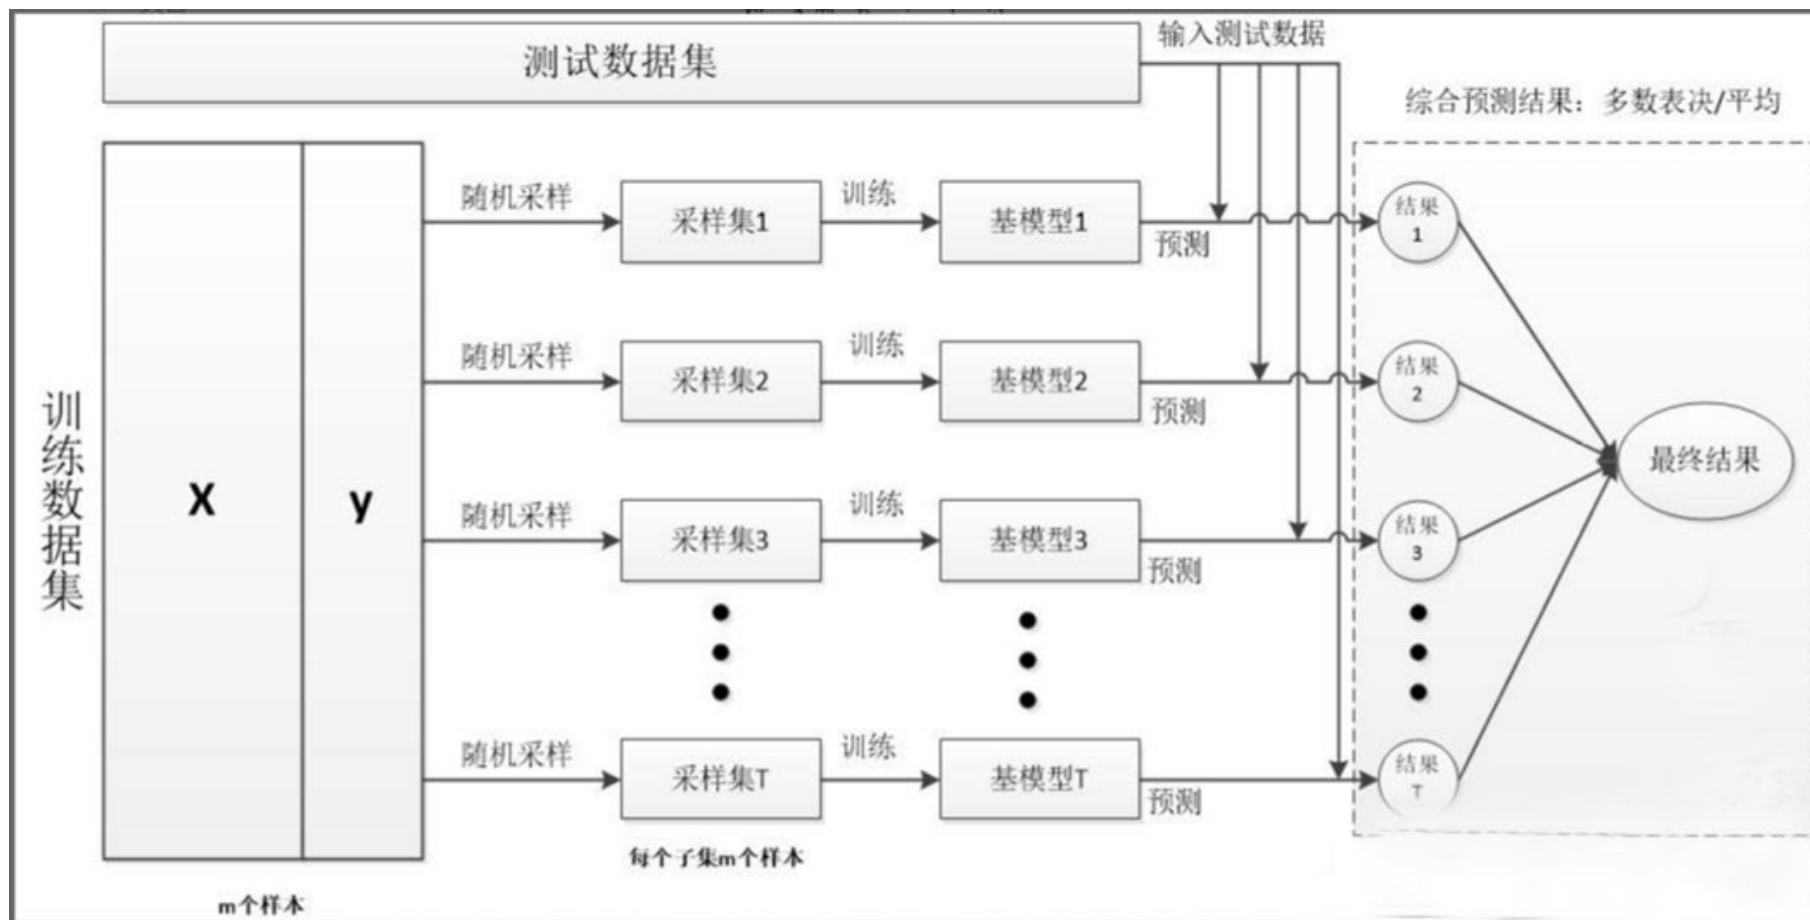 测试数据集
输入测试数据
综合预测结果：多数表决/平均
训练数据集
X
y
随机采样
采样集1
训练
基模型1
预测
结果
1
随机采样
采样集2
训练
基模型2
预测
结果
2
最终结果
随机采样
采样集3
训练
基模型3
预测
结果
3
随机采样
采样集T
训练
基模型T
预测
结果
T
每个子集m个样本
m个样本